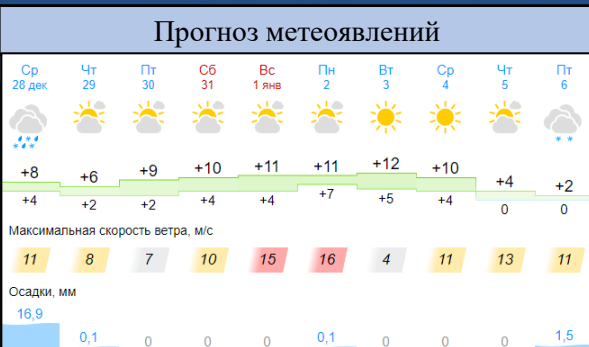 Прогноз метеоявлений
Ср Чт Пт Сб Вс Пн Вт Ср Чт Пт
28 дек 29 30 31 1 янв 2 3 4 5 6
+8 +6 +9 +10 +11 +11 +12 +10 +4 +2
+4 +2 +2 +4 +4 +7 +5 +4 0 0
Максимальная скорость ветра, м/с
11 8 7 10 15 16 4 11 13 11
Осадки, мм
16,9 0,1 0 0 0 0,1 0 0 0 1,5